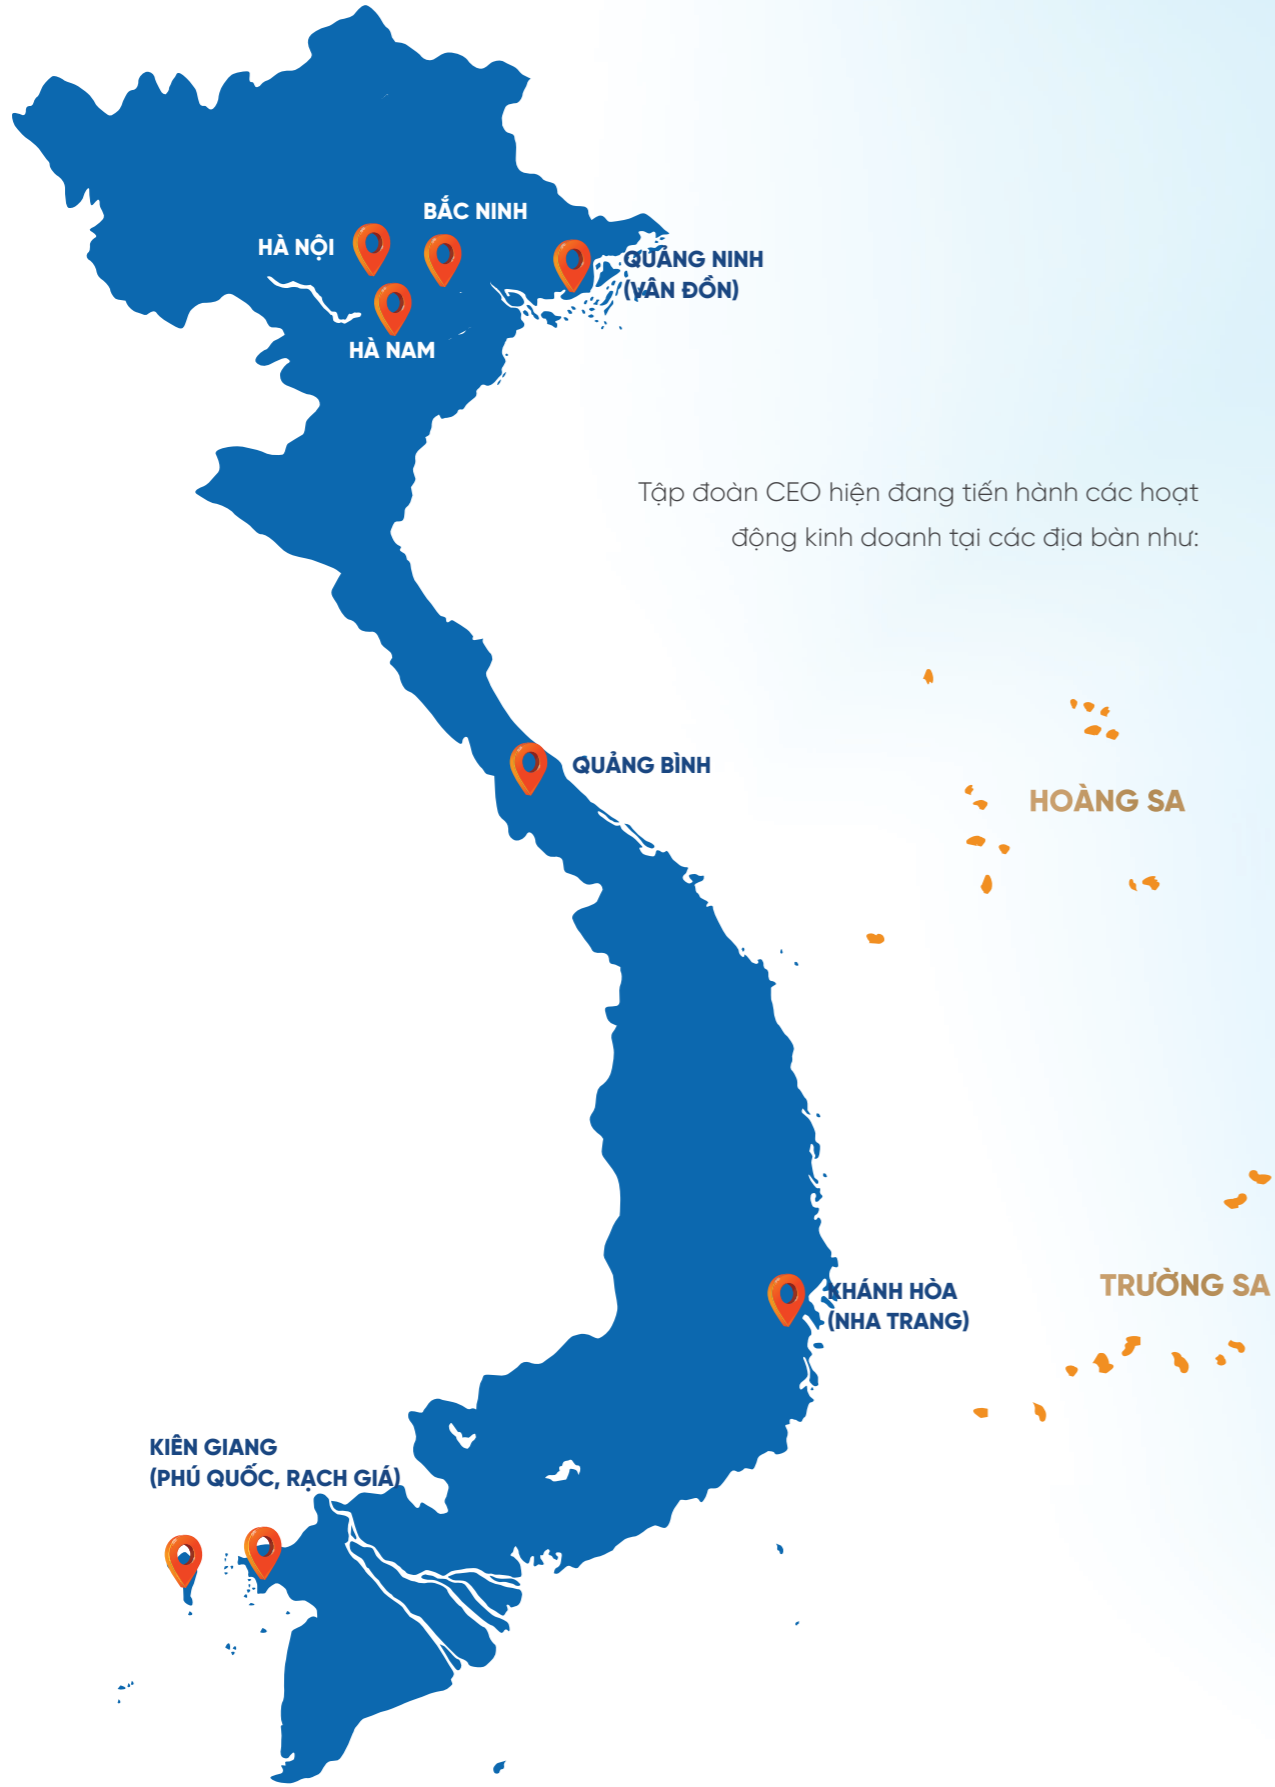 BẮC NINH
HÀ NỘI
QUẢNG NINH
(VÂN ĐỒN)
HÀ NAM
Tập đoàn CEO hiện đang tiến hành các hoạt
động kinh doanh tại các địa bàn như:
QUẢNG BÌNH
HOÀNG SA
TRƯỜNG SA
KHÁNH HÒA
(NHA TRANG)
KIÊN GIANG
(PHÚ QUỐC, RẠCH GIÁ)